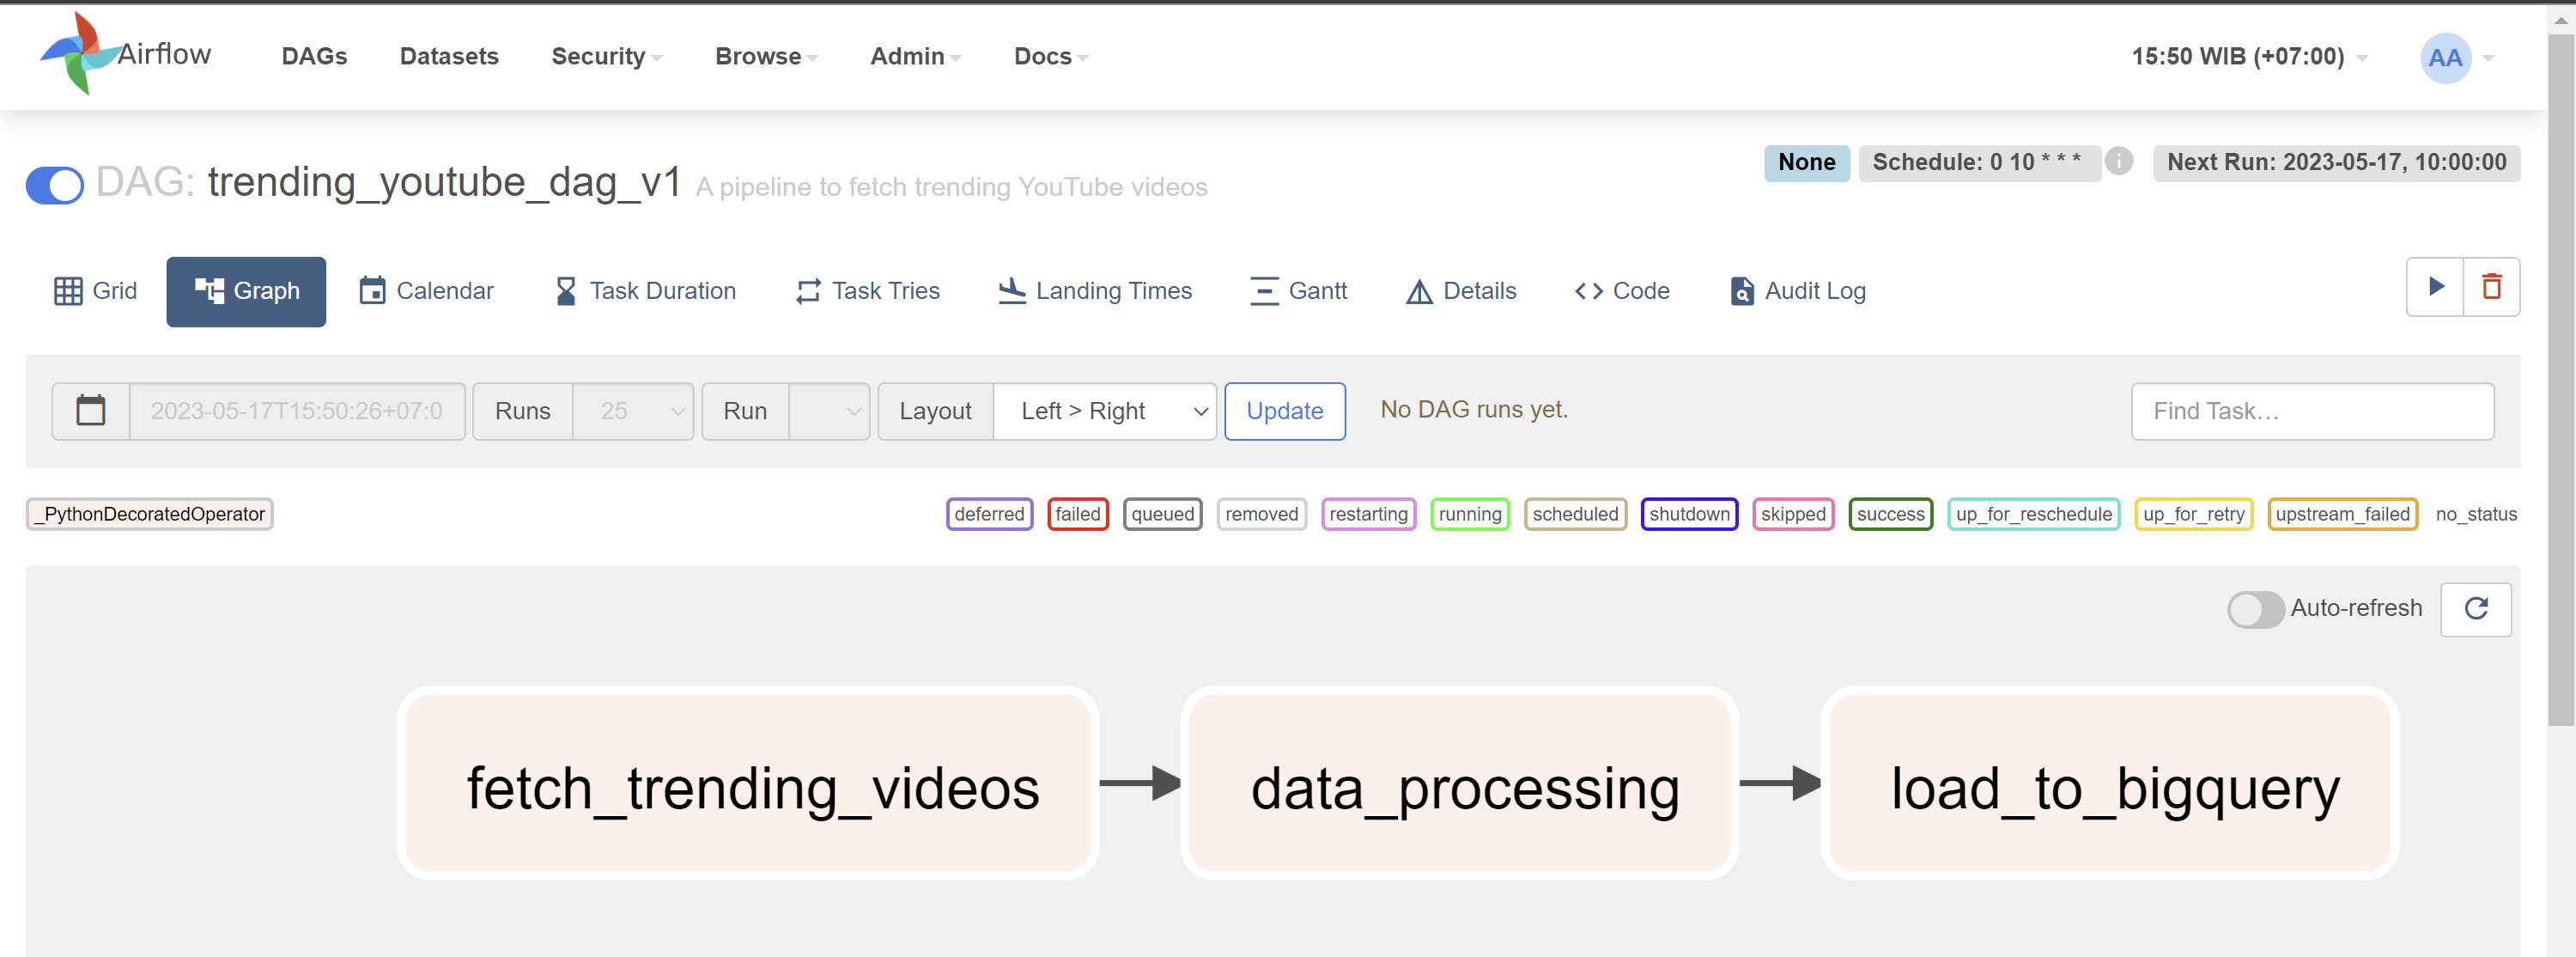 Airflow DAGs Datasets Security Browse Admin Docs 15:50 WIB (+07:00) AA
DAG: trending_youtube_dag_v1 A pipeline to fetch trending YouTube videos None Schedule: 0 10 * * * i Next Run: 2023-05-17, 10:00:00
Grid Graph Calendar Task Duration Task Tries Landing Times Gantt Details <> Code Audit Log
2023-05-17T15:50:26+07:0 Runs 25 Run Layout Left > Right Update No DAG runs yet. Find Task…
_PythonDecoratedOperator deferred failed queued removed restarting running scheduled shutdown skipped success up_for_reschedule up_for_retry upstream_failed no_status
Auto-refresh
fetch_trending_videos data_processing load_to_bigquery